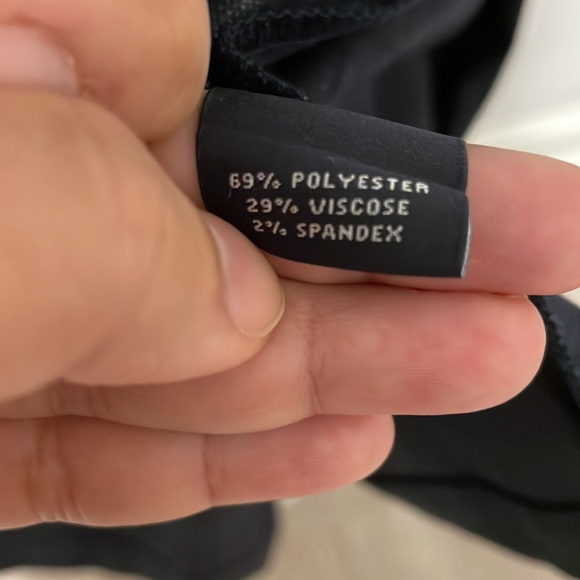 69% POLYESTER
29% VISCOSE
2% SPANDEX